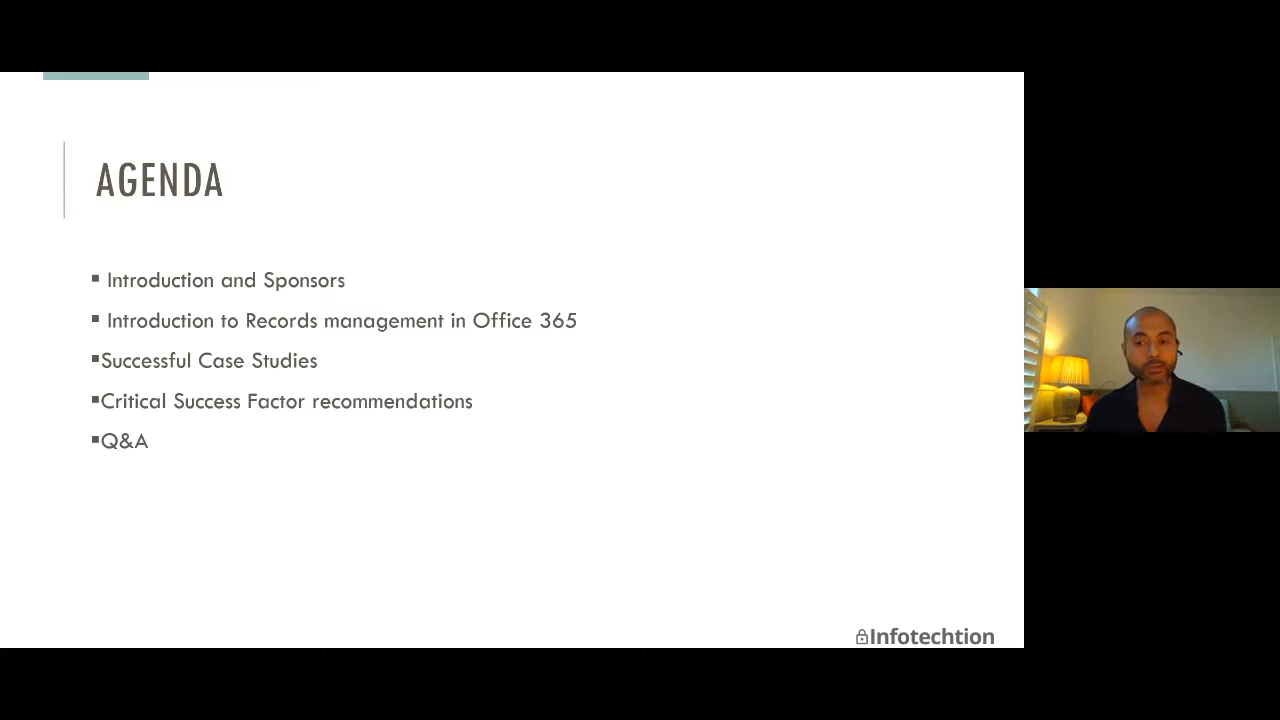 AGENDA
▪ Introduction and Sponsors
▪ Introduction to Records management in Office 365
▪Successful Case Studies
▪Critical Success Factor recommendations
▪Q&A
Infotechtion